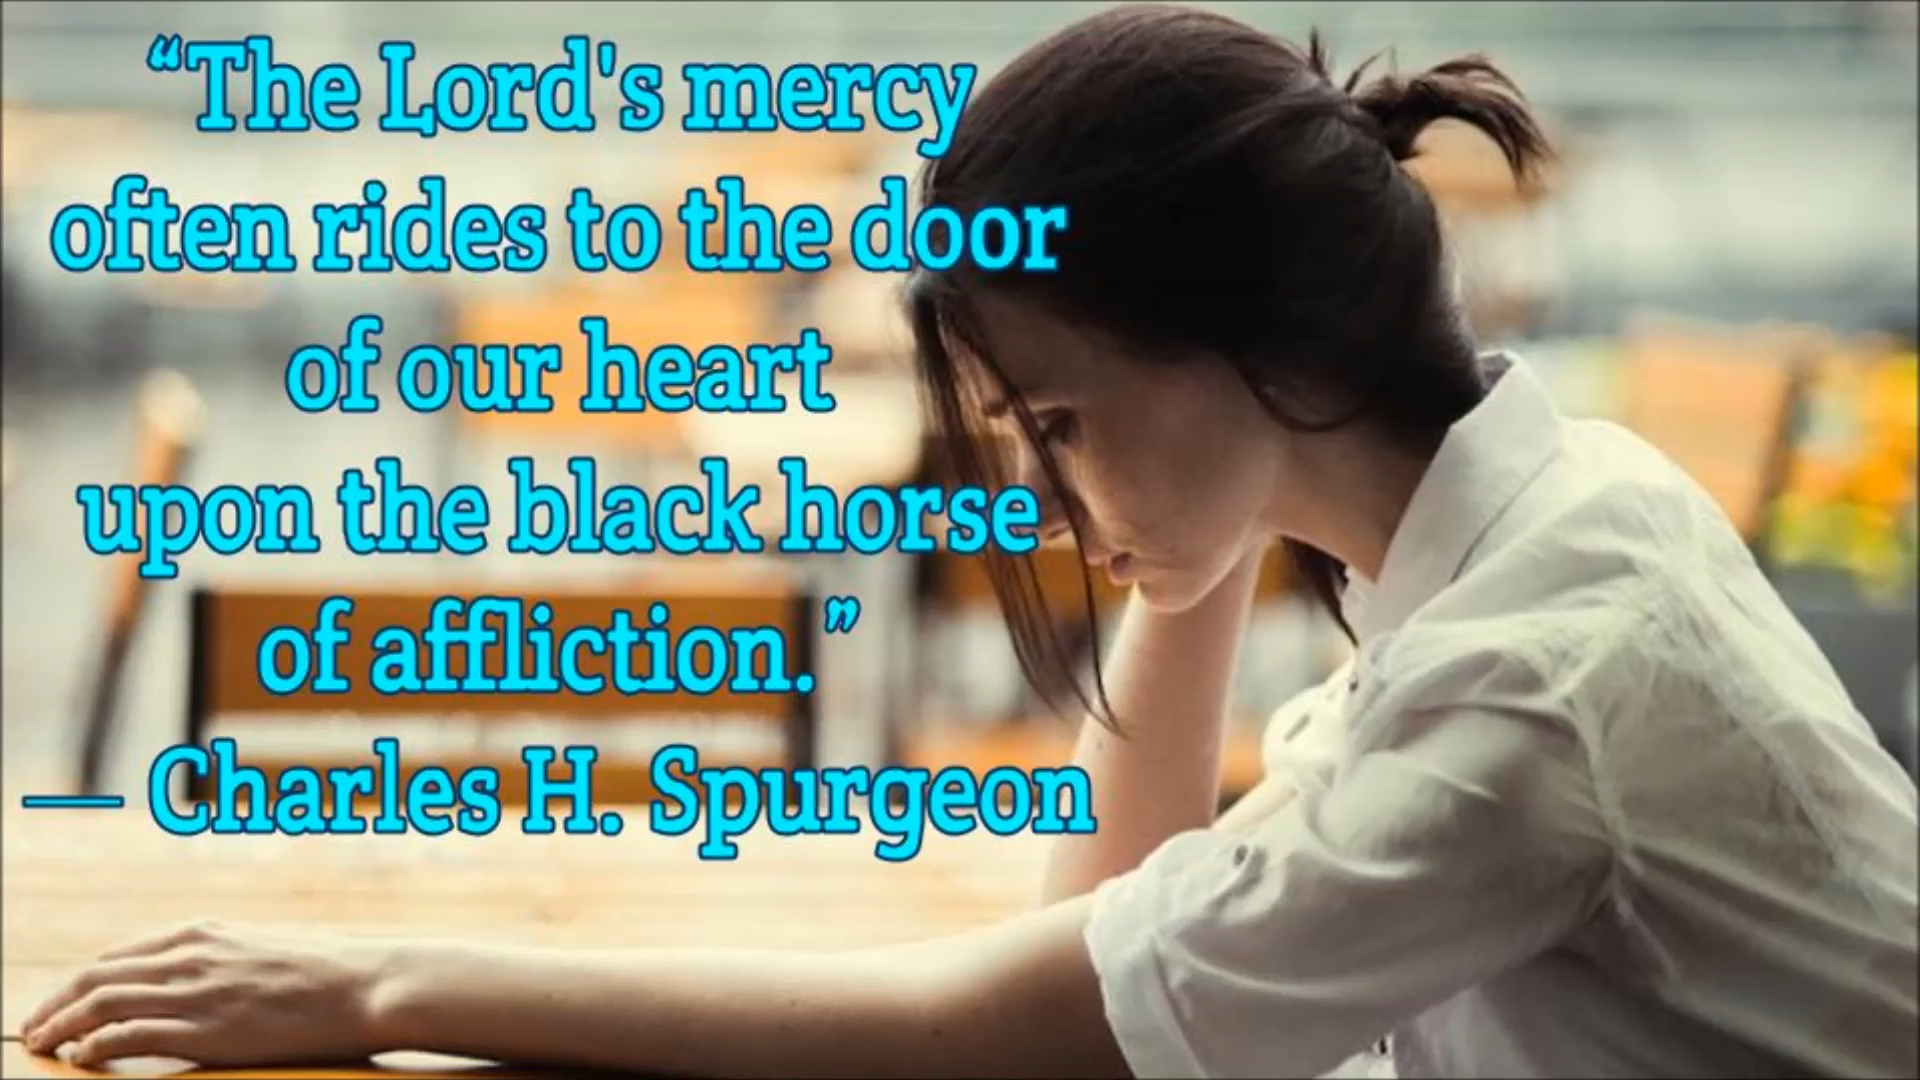 “The Lord's mercy
often rides to the door
of our heart
upon the black horse
of affliction.”
— Charles H. Spurgeon